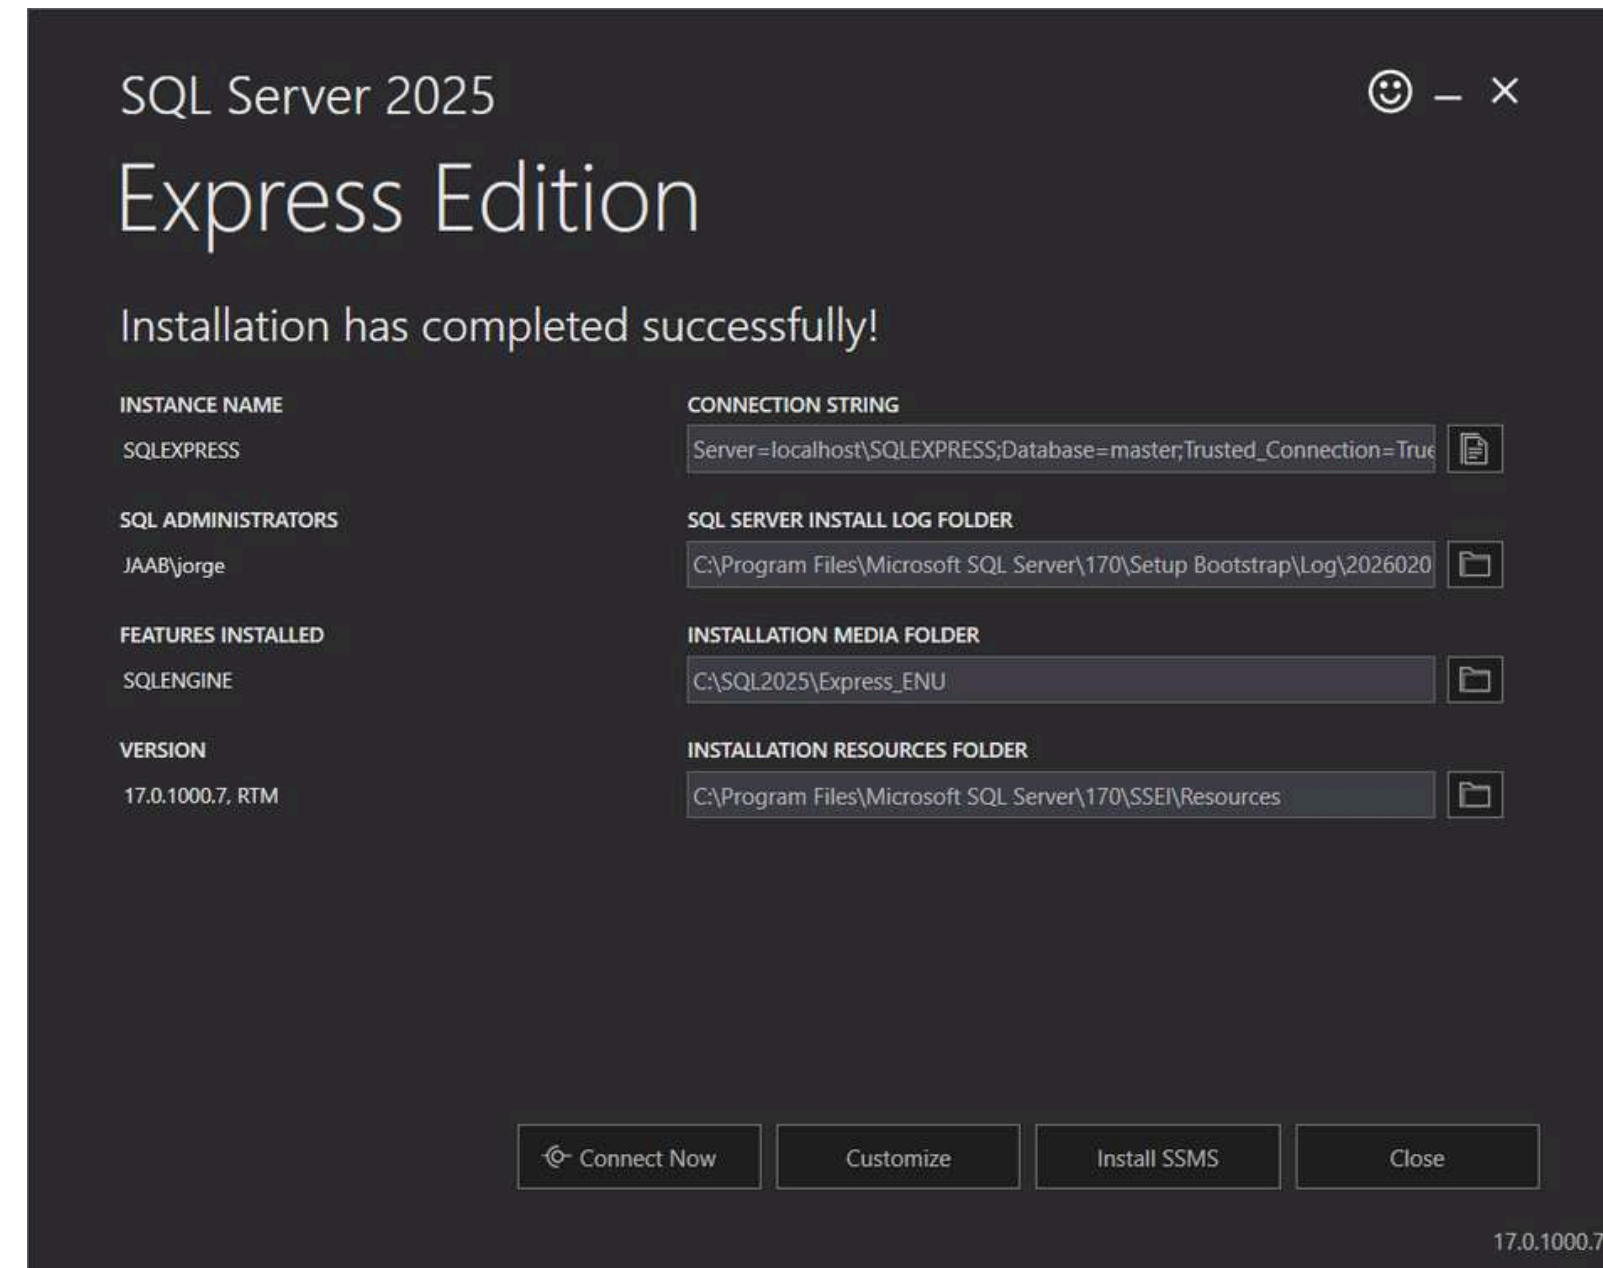 SQL Server 2025
Express Edition
Installation has completed successfully!
INSTANCE NAME
SQLEXPRESS
CONNECTION STRING
Server=localhost\SQLEXPRESS;Database=master;Trusted_Connection=True
SQL ADMINISTRATORS
JAAB\jorge
SQL SERVER INSTALL LOG FOLDER
C:\Program Files\Microsoft SQL Server\170\Setup Bootstrap\Log\2026020
FEATURES INSTALLED
SQLENGINE
INSTALLATION MEDIA FOLDER
C:\SQL2025\Express_ENU
VERSION
17.0.1000.7, RTM
INSTALLATION RESOURCES FOLDER
C:\Program Files\Microsoft SQL Server\170\SSEI\Resources
Connect Now
Customize
Install SSMS
Close
17.0.1000.7